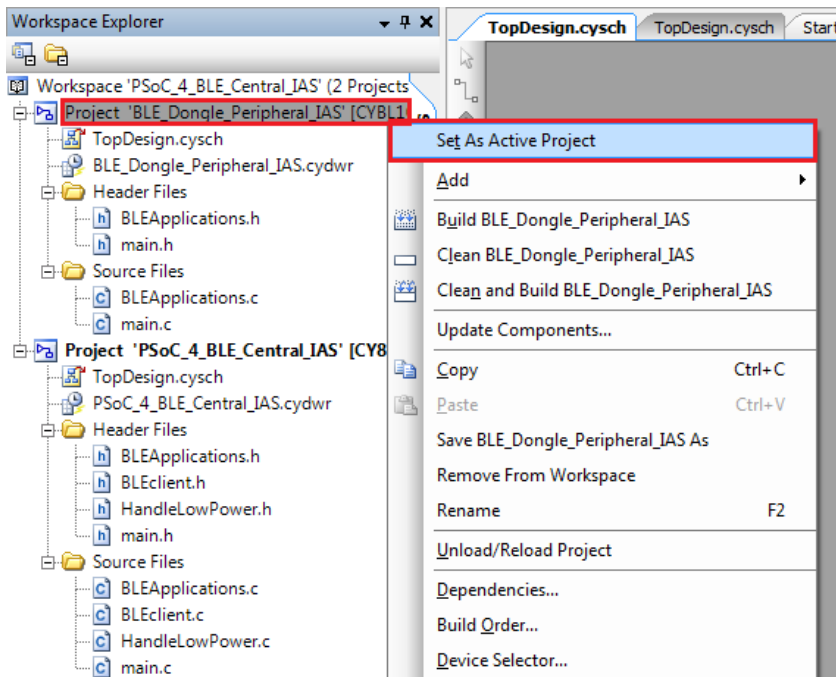 Workspace Explorer
Workspace 'PSoC_4_BLE_Central_IAS' (2 Projects
Project 'BLE_Dongle_Peripheral_IAS' [CYBL1
TopDesign.cysch
BLE_Dongle_Peripheral_IAS.cydwr
Header Files
BLEApplications.h
main.h
Source Files
BLEApplications.c
main.c
Project 'PSoC_4_BLE_Central_IAS' [CY8
TopDesign.cysch
PSoC_4_BLE_Central_IAS.cydwr
Header Files
BLEApplications.h
BLEclient.h
HandleLowPower.h
main.h
Source Files
BLEApplications.c
BLEclient.c
HandleLowPower.c
main.c
TopDesign.cysch TopDesign.cysch Start
Set As Active Project
Add
Build BLE_Dongle_Peripheral_IAS
Clean BLE_Dongle_Peripheral_IAS
Clean and Build BLE_Dongle_Peripheral_IAS
Update Components...
Copy Ctrl+C
Paste Ctrl+V
Save BLE_Dongle_Peripheral_IAS As
Remove From Workspace
Rename F2
Unload/Reload Project
Dependencies...
Build Order...
Device Selector...